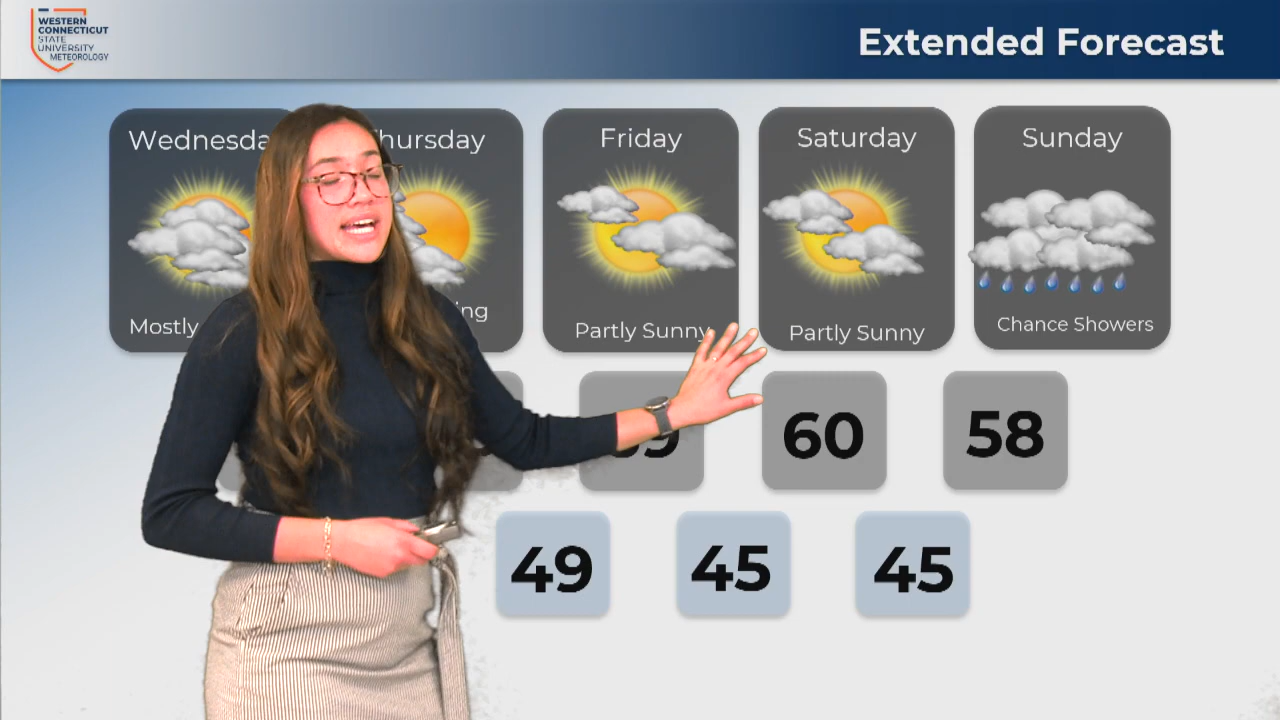 WESTERN
CONNECTICUT
STATE
UNIVERSITY
METEOROLOGY
Extended Forecast
Friday
Saturday
Sunday
Mostly
Partly Sunny
Partly Sunny
Chance Showers
60
58
49
45
45